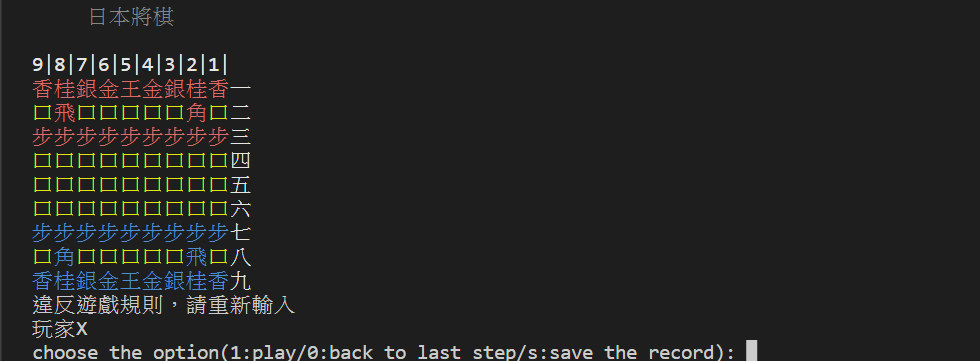 日本將棋
9|8|7|6|5|4|3|2|1|
香桂銀金王金銀桂香一
口飛口口口口口角口二
步步步步步步步步步三
口口口口口口口口口四
口口口口口口口口口五
口口口口口口口口口六
步步步步步步步步步七
口角口口口口口飛口八
香桂銀金王金銀桂香九
違反遊戲規則，請重新輸入
玩家X
choose the option(1:play/0:back to last step/s:save the record):